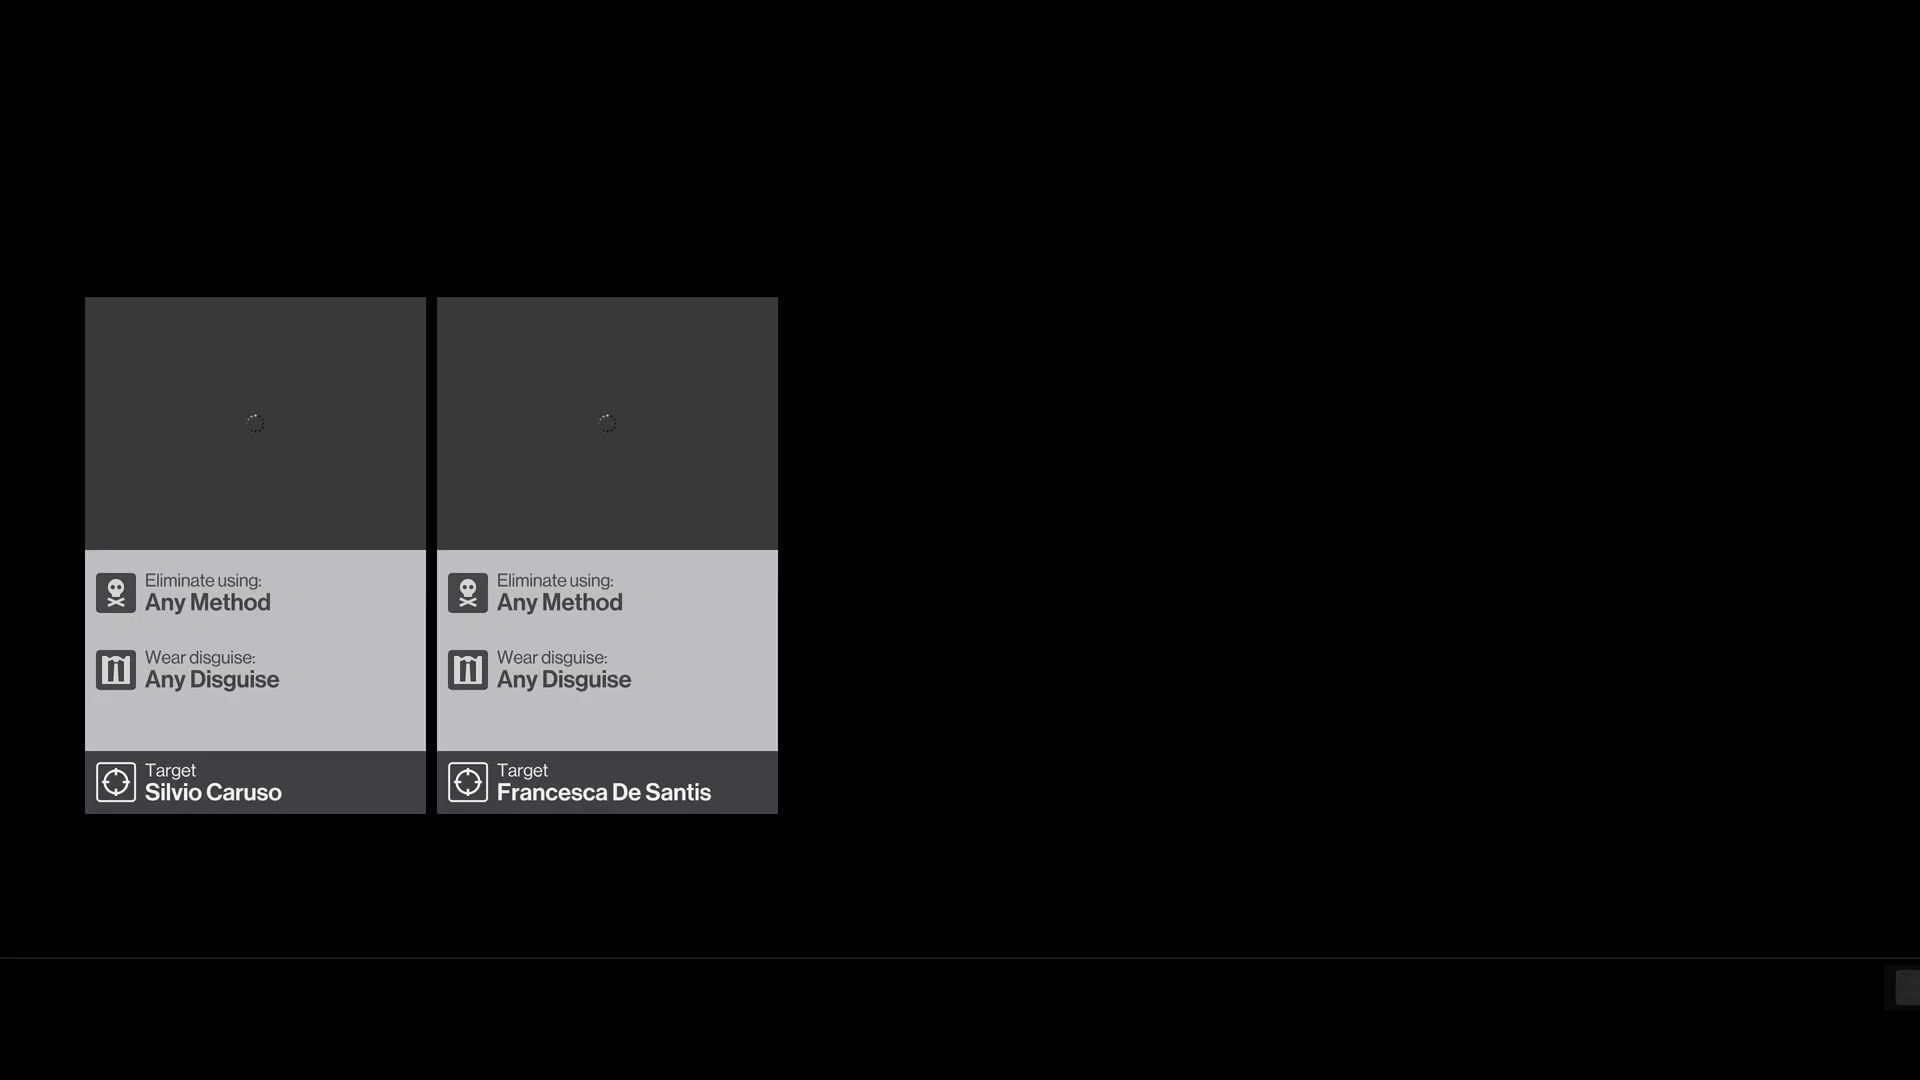 Eliminate using:
Any Method
Wear disguise:
Any Disguise
Target
Silvio Caruso
Eliminate using:
Any Method
Wear disguise:
Any Disguise
Target
Francesca De Santis